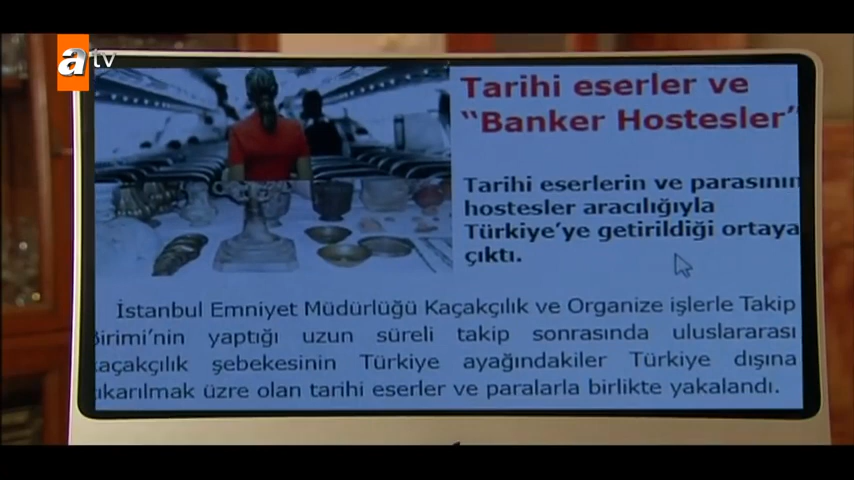 atv
Tarihi eserler ve
"Banker Hostesler"
Tarihi eserlerin ve parasının
hostesler aracılığıyla
Türkiye'ye getirildiği ortaya
çıktı.
İstanbul Emniyet Müdürlüğü Kaçakçılık ve Organize işlerle Takip
Birimi'nin yaptığı uzun süreli takip sonrasında uluslararası
kaçakçılık şebekesinin Türkiye ayağındakiler Türkiye dışına
çıkarılmak üzre olan tarihi eserler ve paralarla birlikte yakalandı.